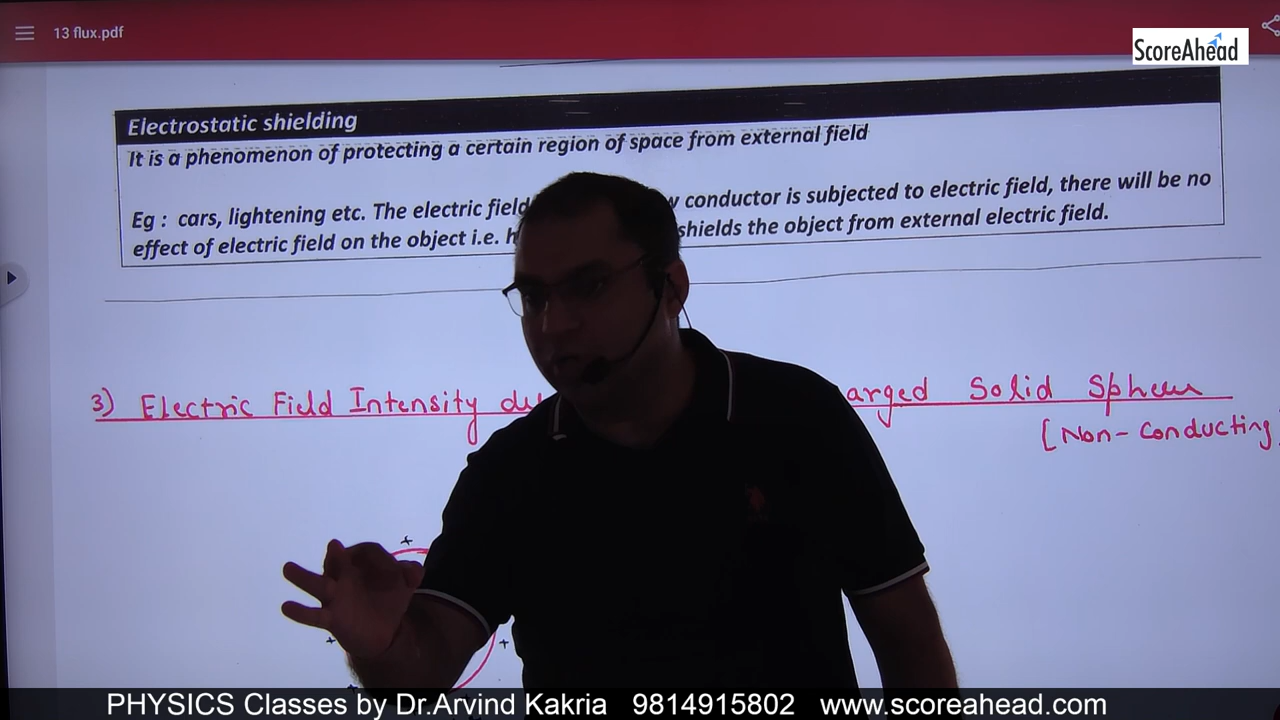 13 flux.pdf
ScoreAhead
Electrostatic shielding
It is a phenomenon of protecting a certain region of space from external field
Eg : cars, lightening etc. The electric field conductor is subjected to electric field, there will be no
effect of electric field on the object i.e. shields the object from external electric field.
3) Electric Field Intensity Solid Sphere
[Non-Conducting
PHYSICS Classes by Dr.Arvind Kakria 9814915802 www.scoreahead.com